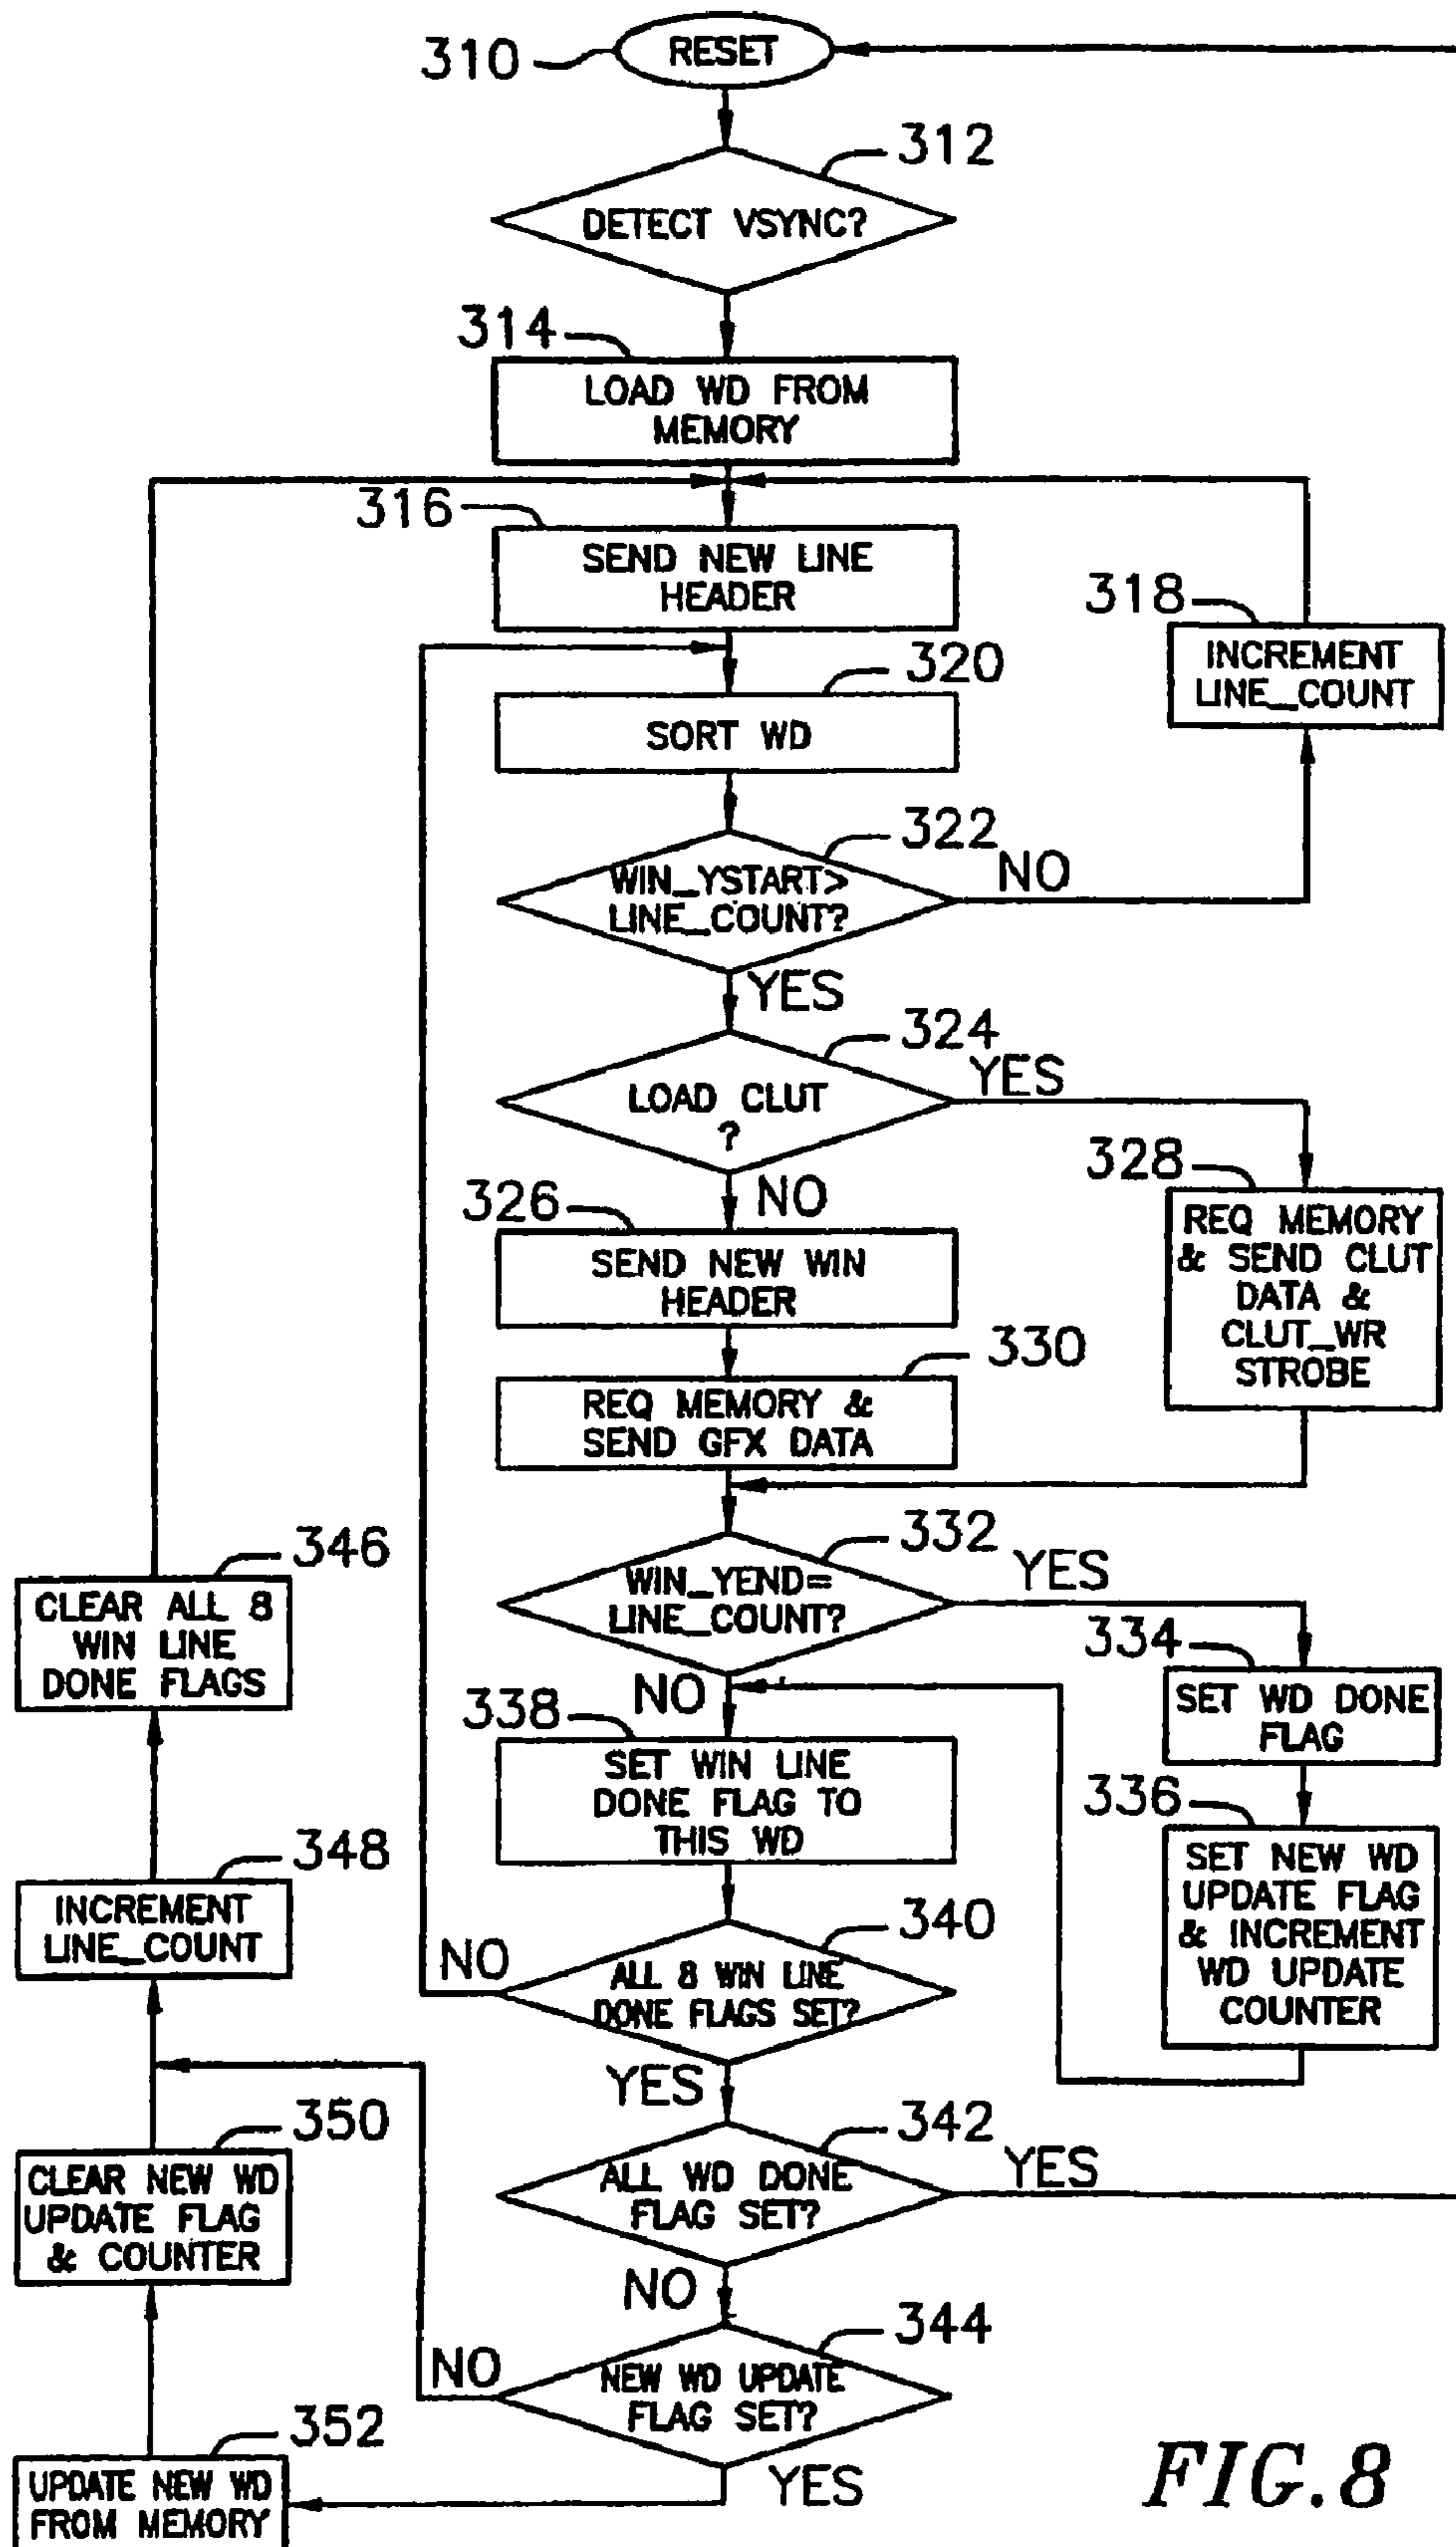 310
RESET
312
DETECT VSYNC?
314
LOAD WD FROM
MEMORY
316
SEND NEW LINE
HEADER
318
INCREMENT
LINE_COUNT
320
SORT WD
322
WIN_YSTART>
LINE_COUNT?
NO
YES
324
LOAD CLUT
?
YES
NO
326
SEND NEW WIN
HEADER
328
REQ MEMORY
& SEND CLUT
DATA &
CLUT_WR
STROBE
330
REQ MEMORY &
SEND GFX DATA
332
WIN_YEND=
LINE_COUNT?
YES
NO
334
SET WD DONE
FLAG
336
SET NEW WD
UPDATE FLAG
& INCREMENT
WD UPDATE
COUNTER
338
SET WIN LINE
DONE FLAG TO
THIS WD
340
ALL 8 WIN LINE
DONE FLAGS SET?
NO
YES
342
ALL WD DONE
FLAG SET?
YES
NO
344
NEW WD UPDATE
FLAG SET?
NO
YES
346
CLEAR ALL 8
WIN LINE
DONE FLAGS
348
INCREMENT
LINE_COUNT
350
CLEAR NEW WD
UPDATE FLAG
& COUNTER
352
UPDATE NEW WD
FROM MEMORY
FIG.8